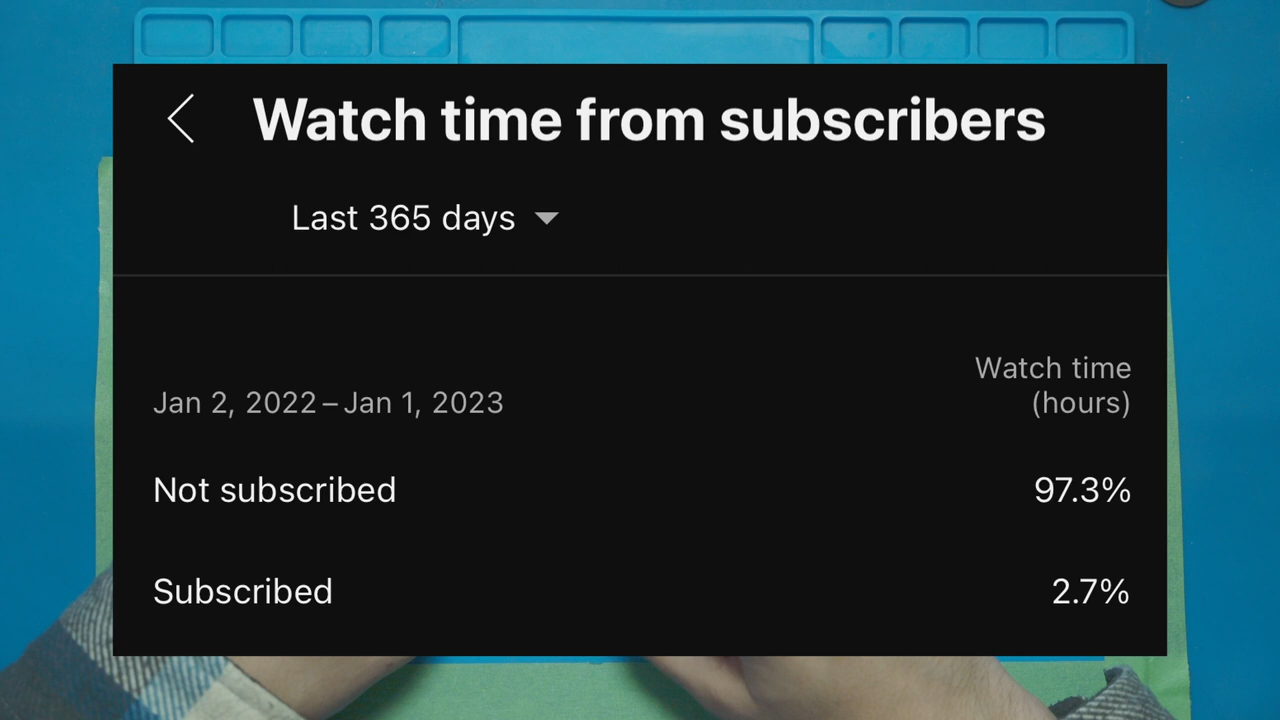 Watch time from subscribers
Last 365 days
Watch time
Jan 2, 2022 – Jan 1, 2023 (hours)
Not subscribed 97.3%
Subscribed 2.7%